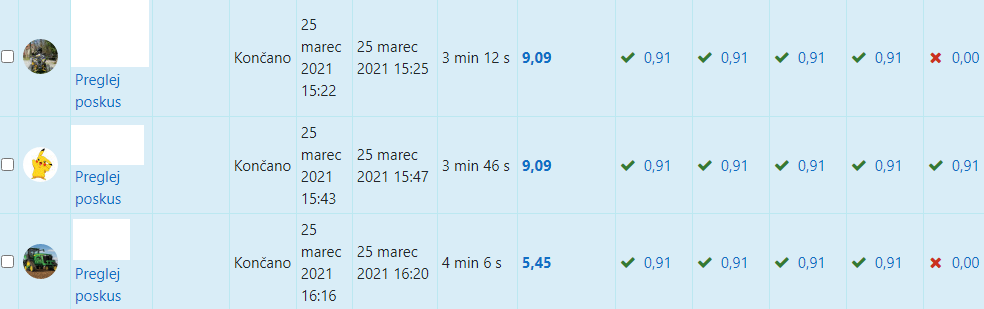 25
marec
2021
15:22
Preglej
poskus
Končano
25 marec
2021 15:25
3 min 12 s
9,09
0,91
0,91
0,91
0,91
0,00
25
marec
2021
15:43
Preglej
poskus
Končano
25 marec
2021 15:47
3 min 46 s
9,09
0,91
0,91
0,91
0,91
0,91
25
marec
2021
16:16
Preglej
poskus
Končano
25 marec
2021 16:20
4 min 6 s
5,45
0,91
0,91
0,91
0,91
0,00